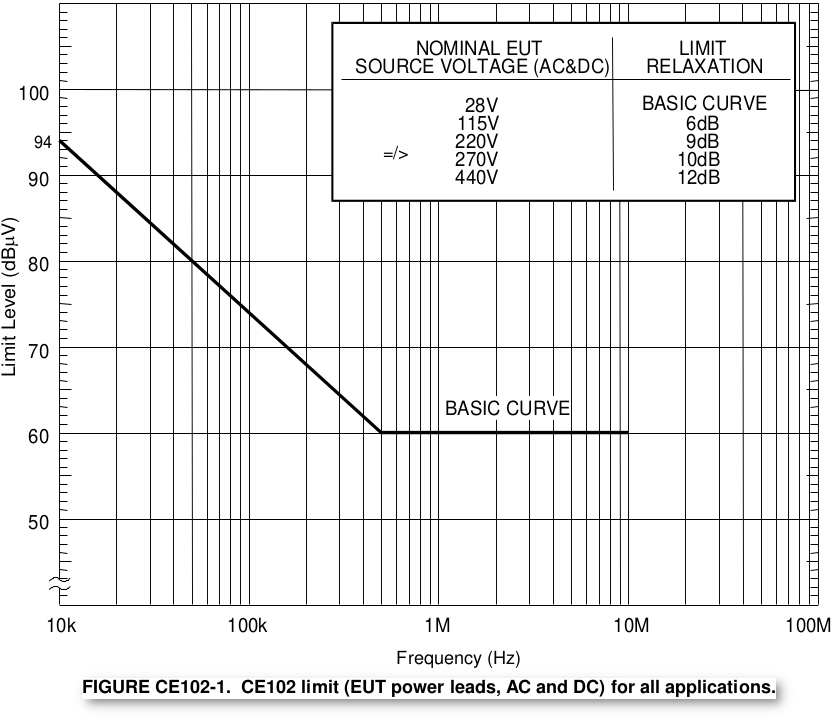 NOMINAL EUT LIMIT
SOURCE VOLTAGE (AC&DC) RELAXATION
28V BASIC CURVE
115V 6dB
220V 9dB
=/> 270V 10dB
440V 12dB
100
94
90
80
70
60
50
Limit Level (dBμV)
BASIC CURVE
10k 100k 1M 10M 100M
Frequency (Hz)
FIGURE CE102-1. CE102 limit (EUT power leads, AC and DC) for all applications.